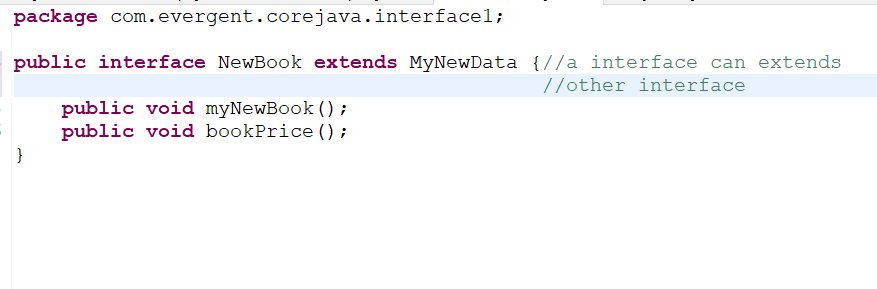 package com.evergent.corejava.interface1;
public interface NewBook extends MyNewData {//a interface can extends
//other interface
public void myNewBook();
public void bookPrice();
}